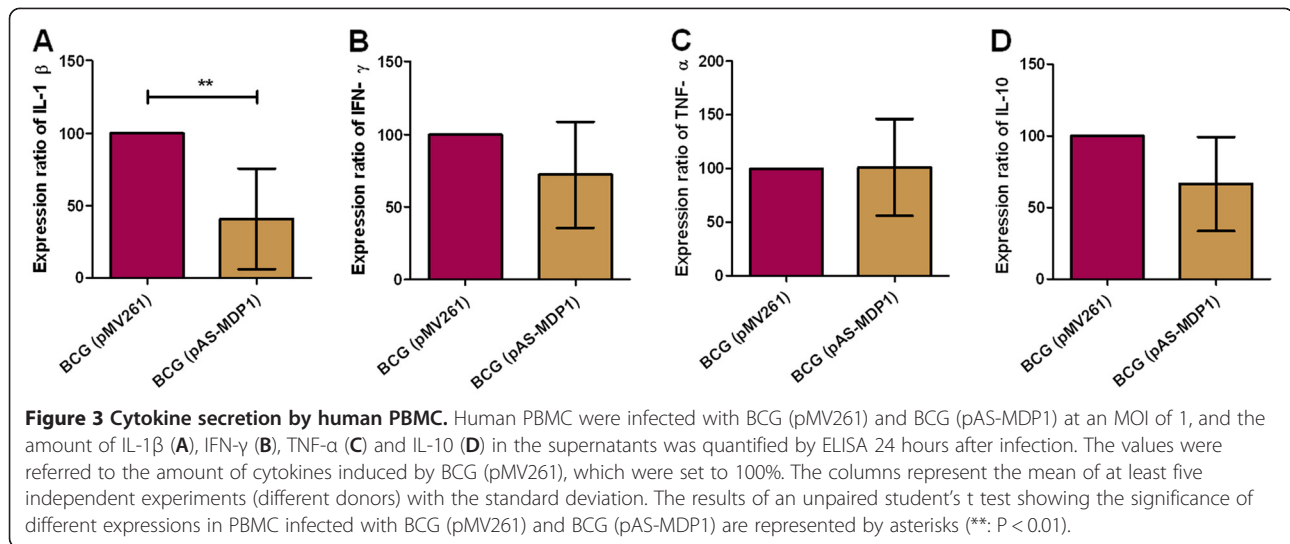 A
B
C
D
Expression ratio of IL-1 β
150
100
50
0
**
BCG (pMV261)
BCG (pAS-MDP1)
Expression ratio of IFN- γ
150
100
50
0
BCG (pMV261)
BCG (pAS-MDP1)
Expression ratio of TNF- α
200
150
100
50
0
BCG (pMV261)
BCG (pAS-MDP1)
Expression ratio of IL-10
150
100
50
0
BCG (pMV261)
BCG (pAS-MDP1)
Figure 3 Cytokine secretion by human PBMC. Human PBMC were infected with BCG (pMV261) and BCG (pAS-MDP1) at an MOI of 1, and the
amount of IL-1β (A), IFN-γ (B), TNF-α (C) and IL-10 (D) in the supernatants was quantified by ELISA 24 hours after infection. The values were
referred to the amount of cytokines induced by BCG (pMV261), which were set to 100%. The columns represent the mean of at least five
independent experiments (different donors) with the standard deviation. The results of an unpaired student's t test showing the significance of
different expressions in PBMC infected with BCG (pMV261) and BCG (pAS-MDP1) are represented by asterisks (**: P < 0.01).